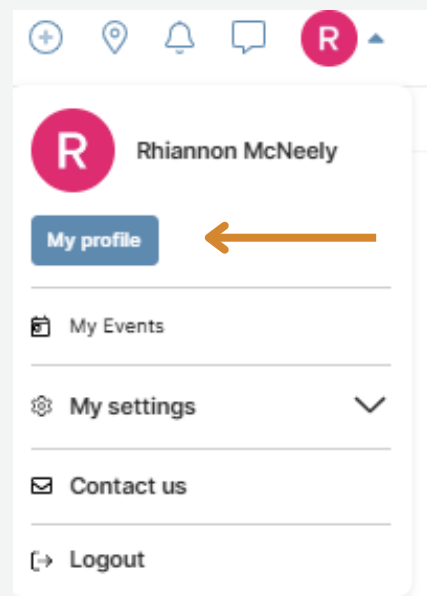 R
R
Rhiannon McNeely
My profile
My Events
My settings
Contact us
Logout